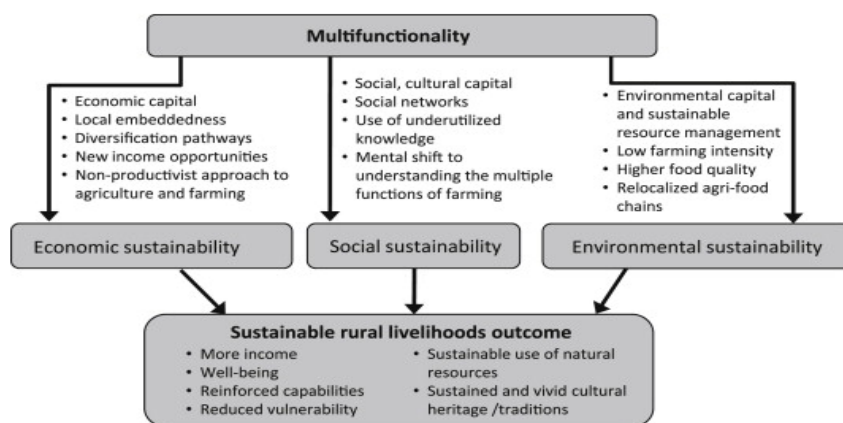 Multifunctionality
• Economic capital
• Local embeddedness
• Diversification pathways
• New income opportunities
• Non-productivist approach to
agriculture and farming
• Social, cultural capital
• Social networks
• Use of underutilized
knowledge
• Mental shift to
understanding the multiple
functions of farming
• Environmental capital
and sustainable
resource management
• Low farming intensity
• Higher food quality
• Relocalized agri-food
chains
Economic sustainability
Social sustainability
Environmental sustainability
Sustainable rural livelihoods outcome
• More income
• Well-being
• Reinforced capabilities
• Reduced vulnerability
• Sustainable use of natural
resources
• Sustained and vivid cultural
heritage /traditions